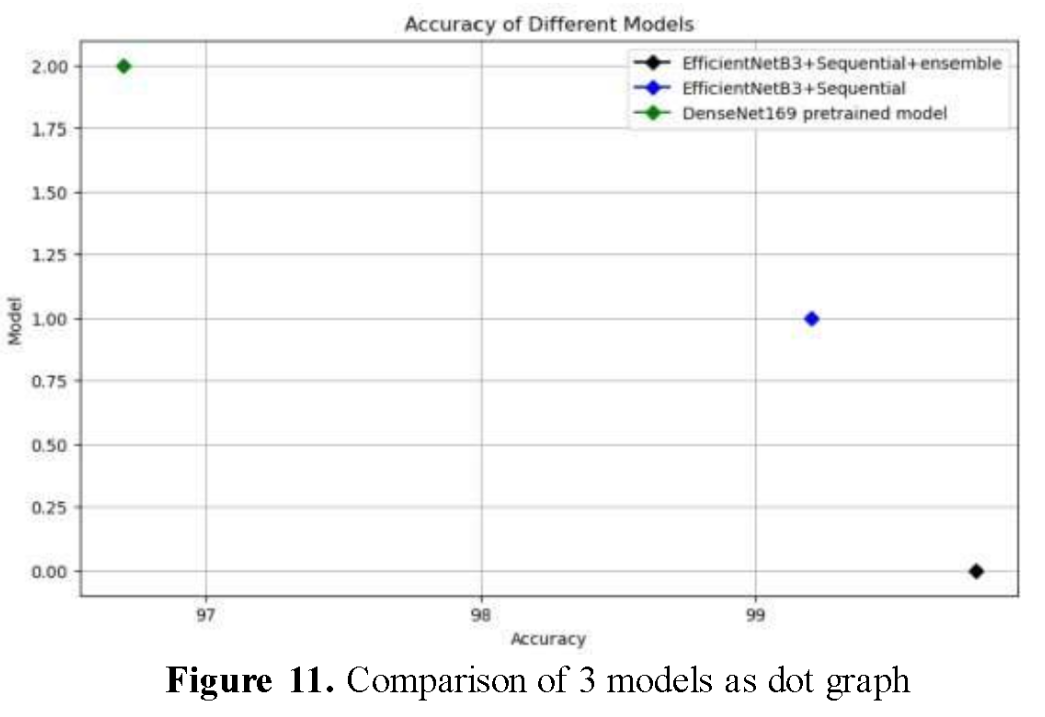 Accuracy of Different Models
EfficientNetB3+Sequential+ensemble
EfficientNetB3+Sequential
DenseNet169 pretrained model
2.00
1.75
1.50
1.25
1.00
0.75
0.50
0.25
0.00
Model
97 98 99
Accuracy
Figure 11. Comparison of 3 models as dot graph